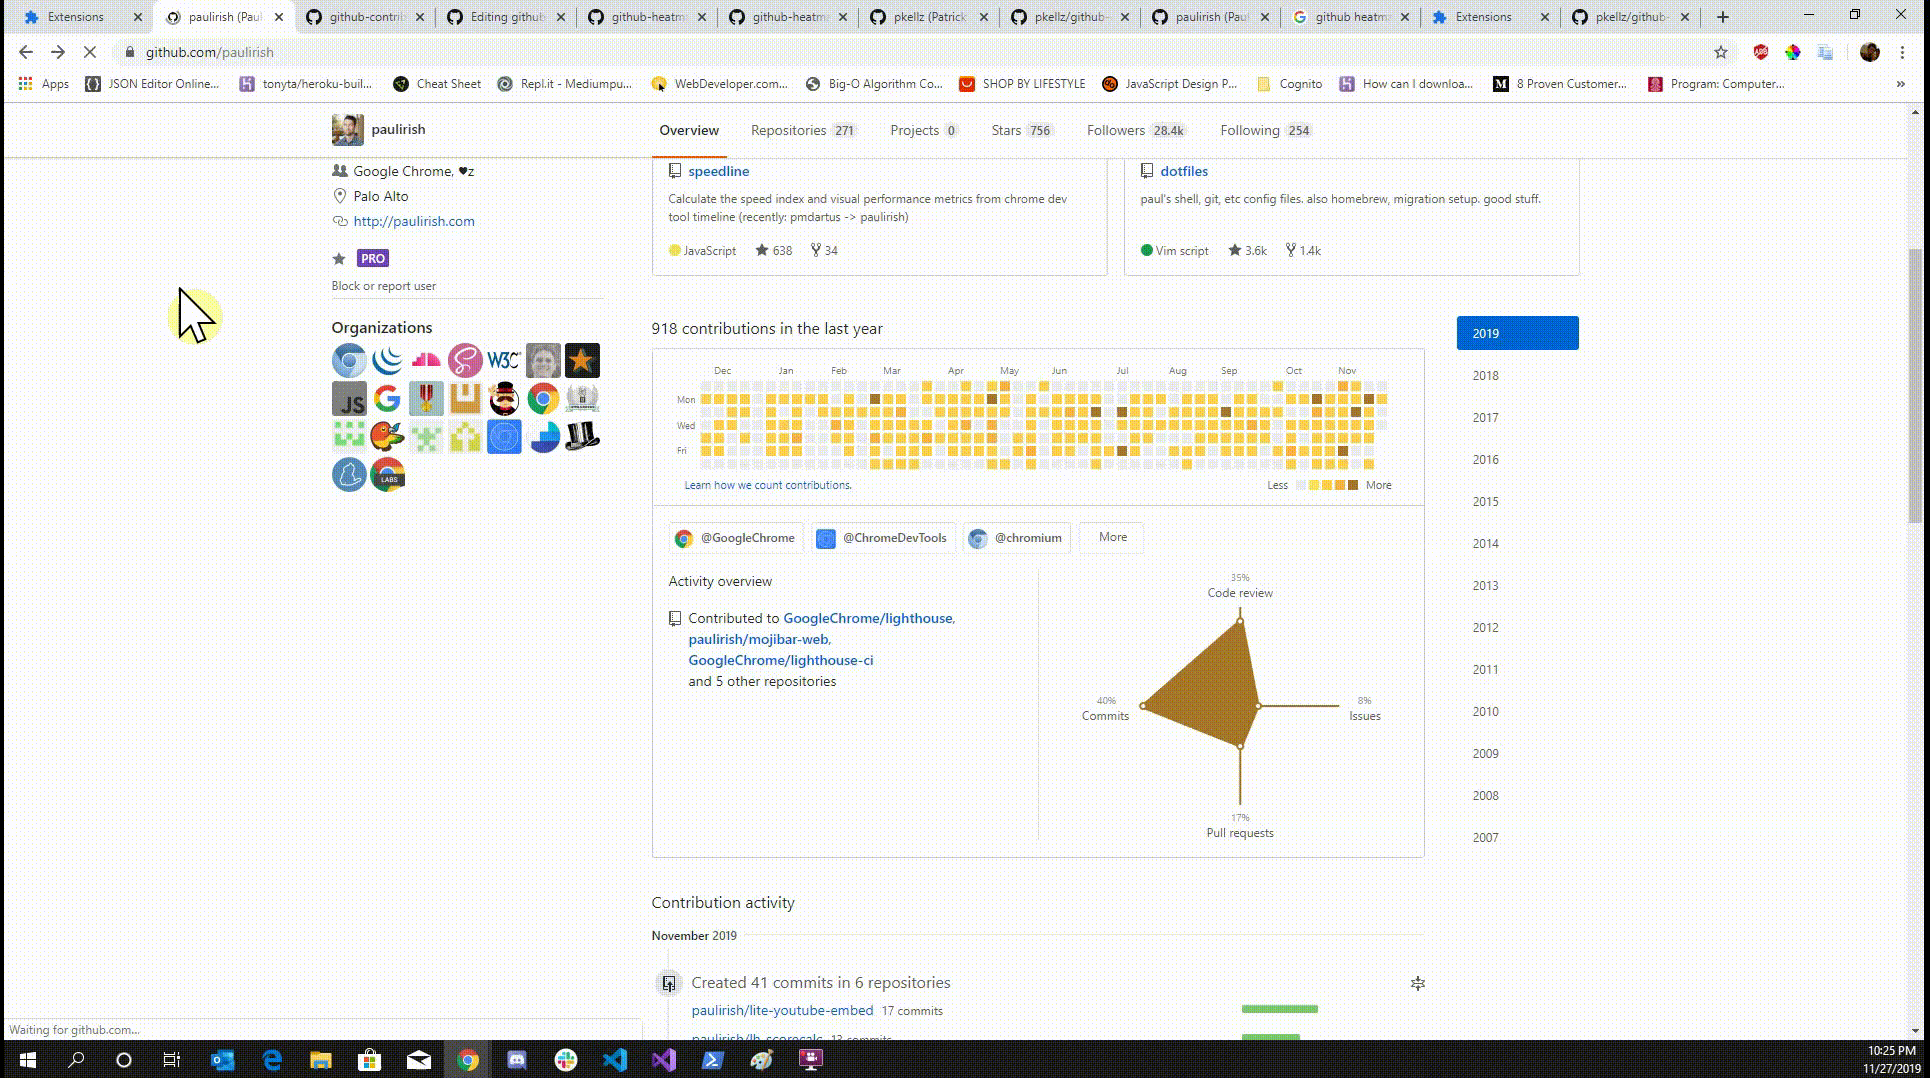 Extensions
paulirish (Paul
github-contrib
Editing github-
github-heatma
github-heatma
pkellz (Patrick
pkellz/github-
paulirish (Paul
github heatma
Extensions
pkellz/github-
github.com/paulirish
Apps
JSON Editor Online...
tonyta/heroku-buil...
Cheat Sheet
Repl.it - Mediumpu...
WebDeveloper.com...
Big-O Algorithm Co...
SHOP BY LIFESTYLE
JavaScript Design P...
Cognito
How can I downloa...
8 Proven Customer...
Program: Computer...
paulirish
Overview
Repositories 271
Projects 0
Stars 756
Followers 28.4k
Following 254
Google Chrome, ♥z
Palo Alto
http://paulirish.com
PRO
Block or report user
Organizations
W3C
JS
LABS
speedline
Calculate the speed index and visual performance metrics from chrome dev
tool timeline (recently: pmdartus -> paulirish)
JavaScript 638 34
dotfiles
paul's shell, git, etc config files. also homebrew, migration setup. good stuff.
Vim script 3.6k 1.4k
918 contributions in the last year
Dec Jan Feb Mar Apr May Jun Jul Aug Sep Oct Nov
Mon
Wed
Fri
Learn how we count contributions.
Less More
@GoogleChrome
@ChromeDevTools
@chromium
More
Activity overview
Contributed to GoogleChrome/lighthouse,
paulirish/mojibar-web,
GoogleChrome/lighthouse-ci
and 5 other repositories
35%
Code review
40%
Commits
8%
Issues
17%
Pull requests
2019
2018
2017
2016
2015
2014
2013
2012
2011
2010
2009
2008
2007
Contribution activity
November 2019
Created 41 commits in 6 repositories
paulirish/lite-youtube-embed 17 commits
paulirish/lh-scorecalc 13 commits
Waiting for github.com...
10:25 PM
11/27/2019